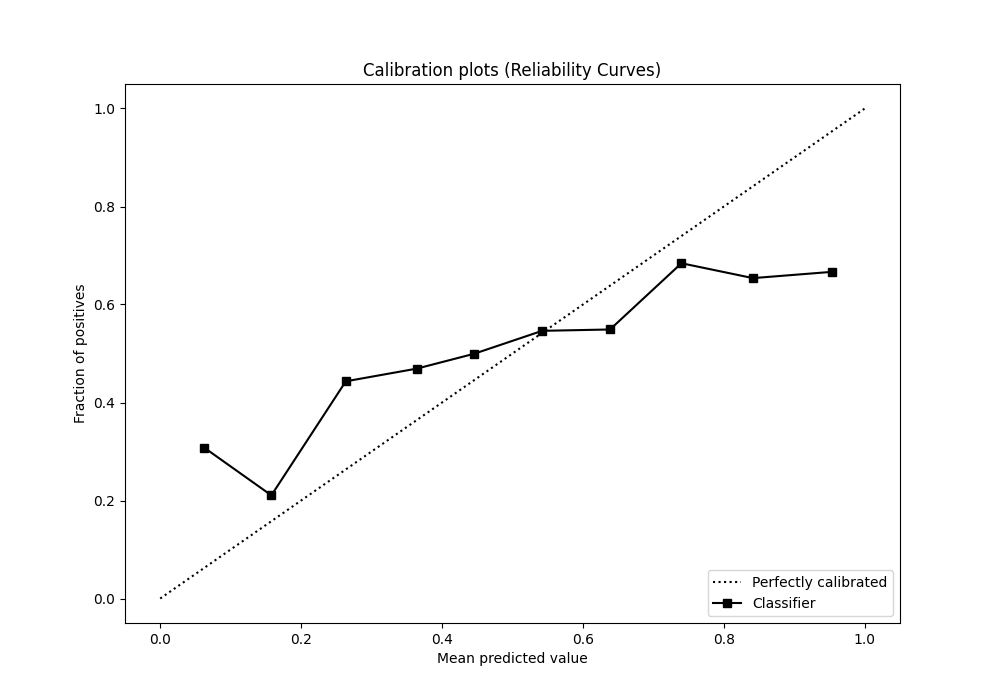 Calibration plots (Reliability Curves)
1.0
0.8
0.6
0.4
0.2
0.0
Fraction of positives
0.0 0.2 0.4 0.6 0.8 1.0
Mean predicted value
Perfectly calibrated
Classifier